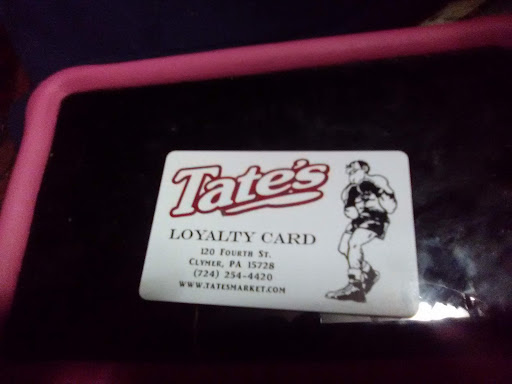 Tate's
LOYALTY CARD
120 FOURTH ST.
CLYMER, PA 15728
(724) 254-4420
WWW.TATESMARKET.COM